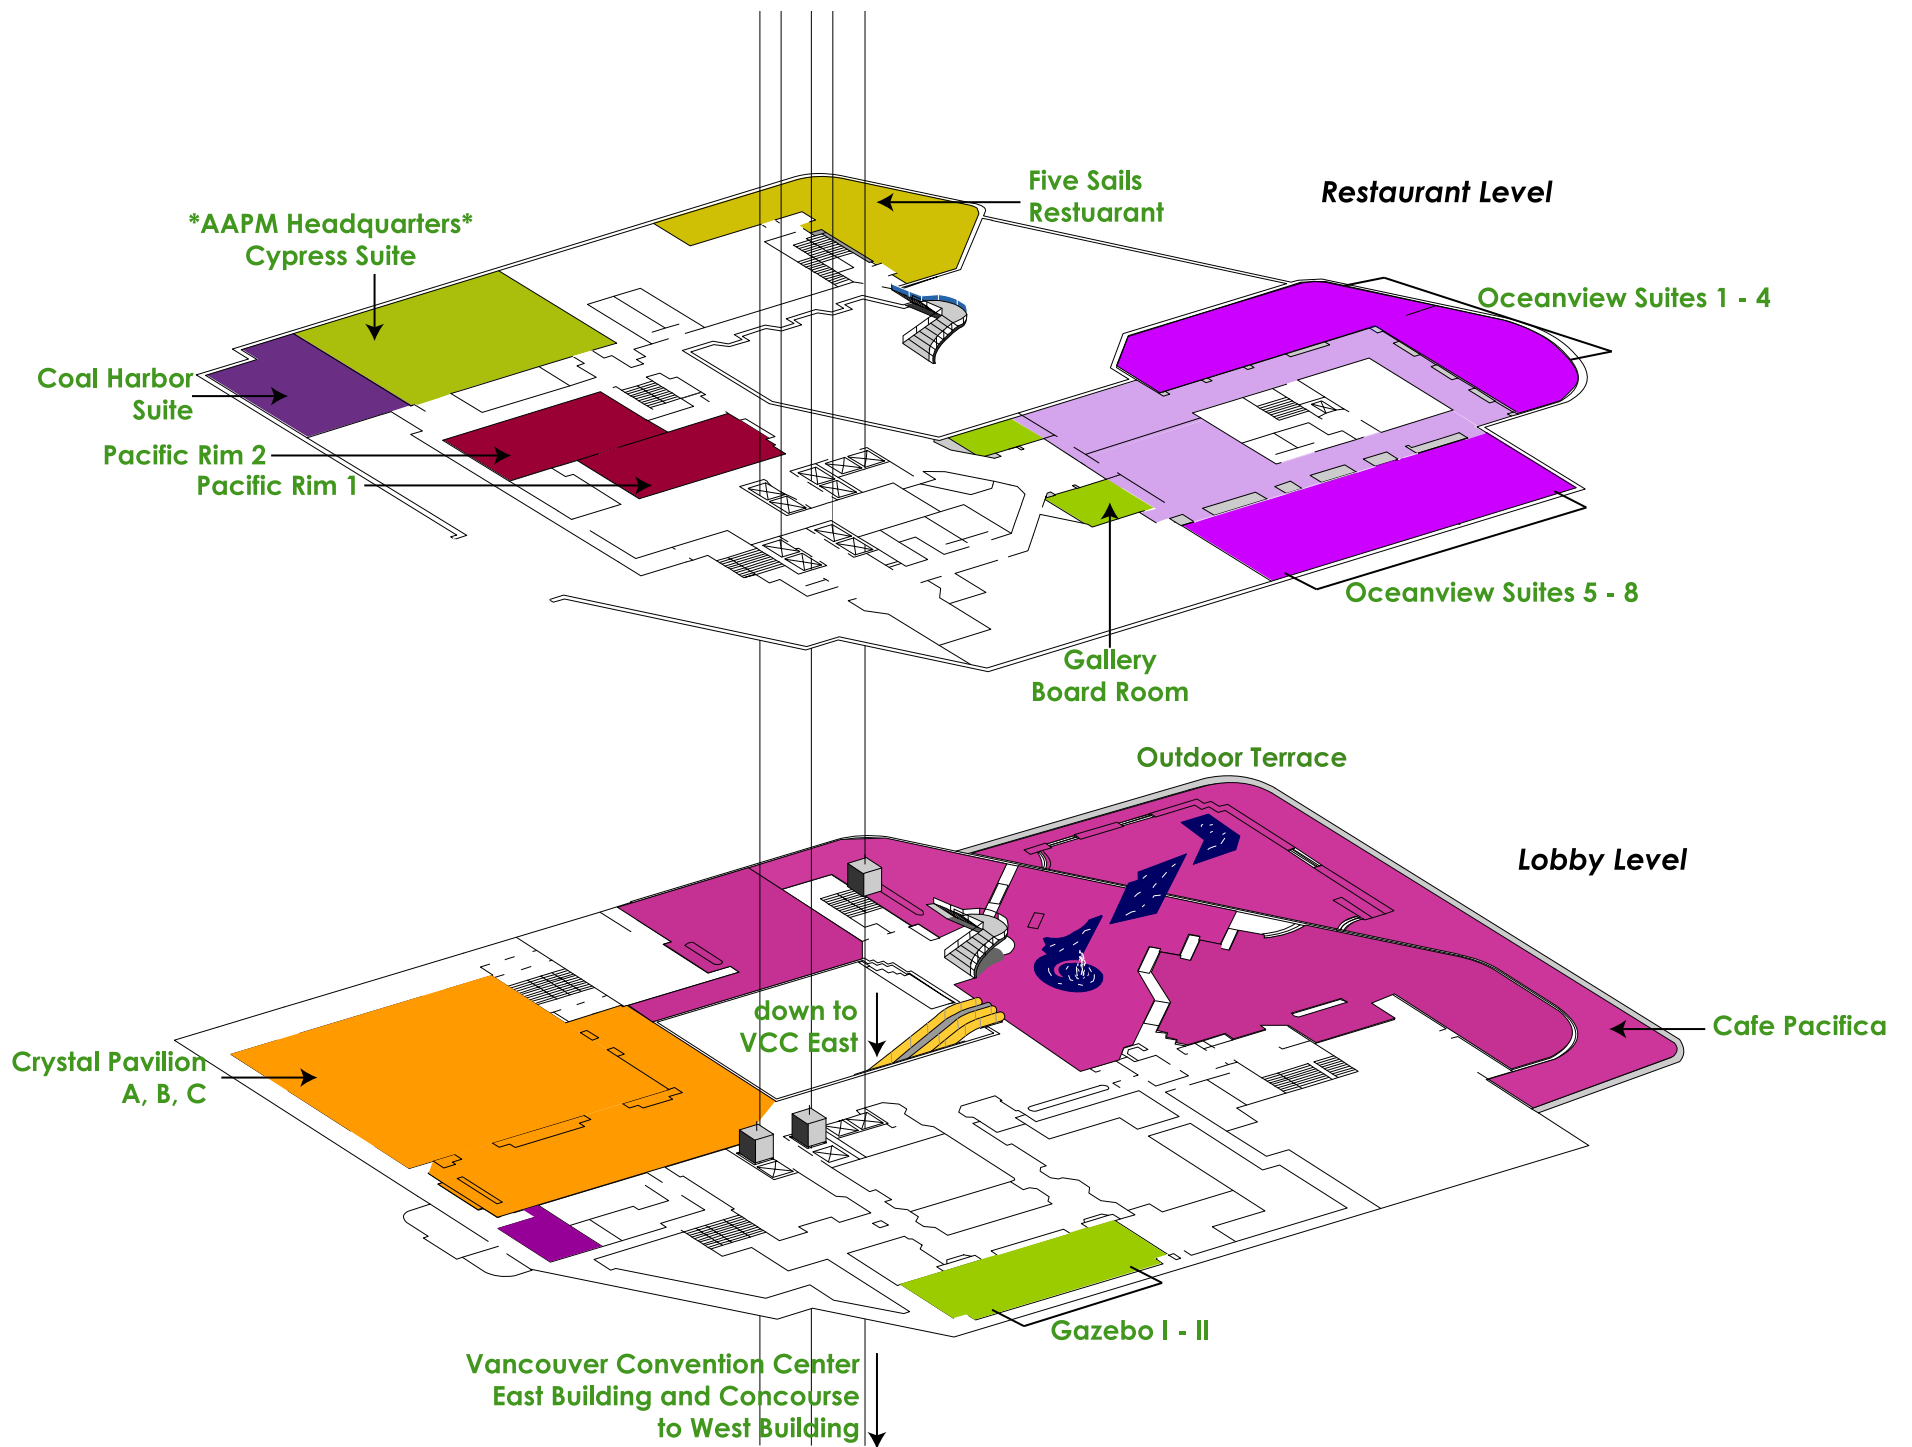 Five Sails
Restuarant
Restaurant Level
*AAPM Headquarters*
Cypress Suite
Oceanview Suites 1 - 4
Coal Harbor
Suite
Pacific Rim 2
Pacific Rim 1
Oceanview Suites 5 - 8
Gallery
Board Room
Outdoor Terrace
Lobby Level
down to
VCC East
Cafe Pacifica
Crystal Pavilion
A, B, C
Gazebo I - II
Vancouver Convention Center
East Building and Concourse
to West Building